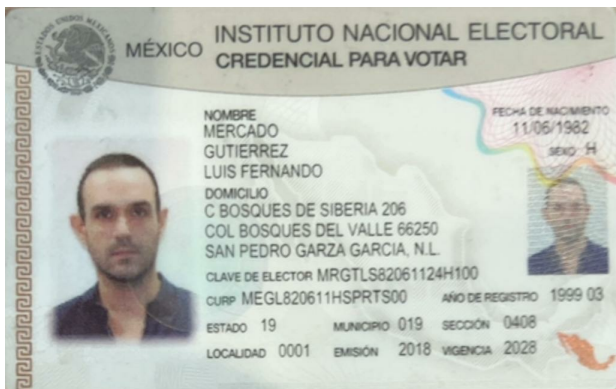 MÉXICO
INSTITUTO NACIONAL ELECTORAL
CREDENCIAL PARA VOTAR
NOMBRE
MERCADO
GUTIERREZ
LUIS FERNANDO
FECHA DE NACIMIENTO
11/06/1982
SEXO H
DOMICILIO
C BOSQUES DE SIBERIA 206
COL BOSQUES DEL VALLE 66250
SAN PEDRO GARZA GARCIA, N.L.
CLAVE DE ELECTOR MRGTLS82061124H100
CURP MEGL820611HSPRTS00 AÑO DE REGISTRO 1999 03
ESTADO 19 MUNICIPIO 019 SECCIÓN 0408
LOCALIDAD 0001 EMISIÓN 2018 VIGENCIA 2028